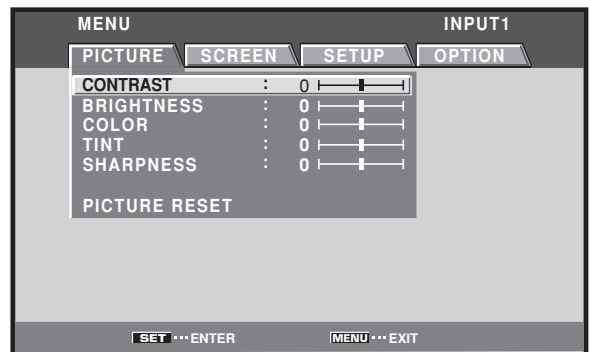 MENU INPUT1
PICTURE SCREEN SETUP OPTION
CONTRAST : 0
BRIGHTNESS : 0
COLOR : 0
TINT : 0
SHARPNESS : 0
PICTURE RESET
SET ··· ENTER MENU ··· EXIT